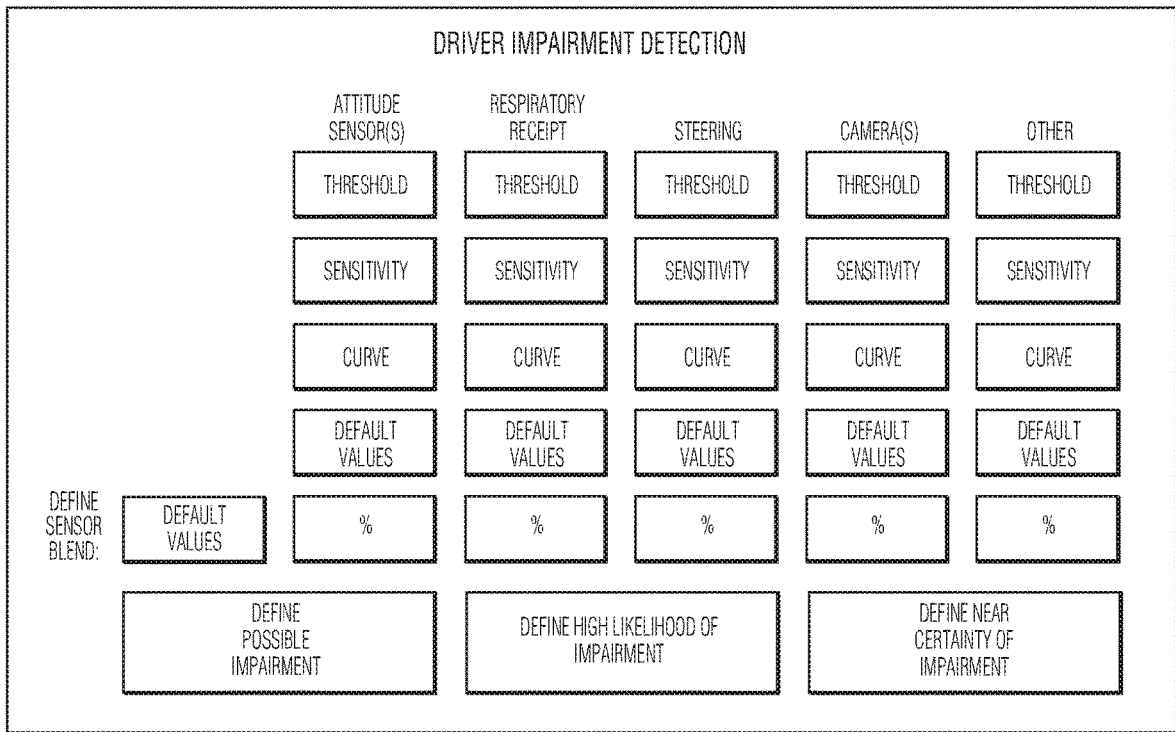 DRIVER IMPAIRMENT DETECTION
ATTITUDE
SENSOR(S)
RESPIRATORY
RECEIPT
STEERING
CAMERA(S)
OTHER
THRESHOLD
THRESHOLD
THRESHOLD
THRESHOLD
THRESHOLD
SENSITIVITY
SENSITIVITY
SENSITIVITY
SENSITIVITY
SENSITIVITY
CURVE
CURVE
CURVE
CURVE
CURVE
DEFAULT
VALUES
DEFAULT
VALUES
DEFAULT
VALUES
DEFAULT
VALUES
DEFAULT
VALUES
DEFINE
SENSOR
BLEND:
DEFAULT
VALUES
%
%
%
%
%
DEFINE
POSSIBLE
IMPAIRMENT
DEFINE HIGH LIKELIHOOD OF
IMPAIRMENT
DEFINE NEAR
CERTAINTY OF
IMPAIRMENT